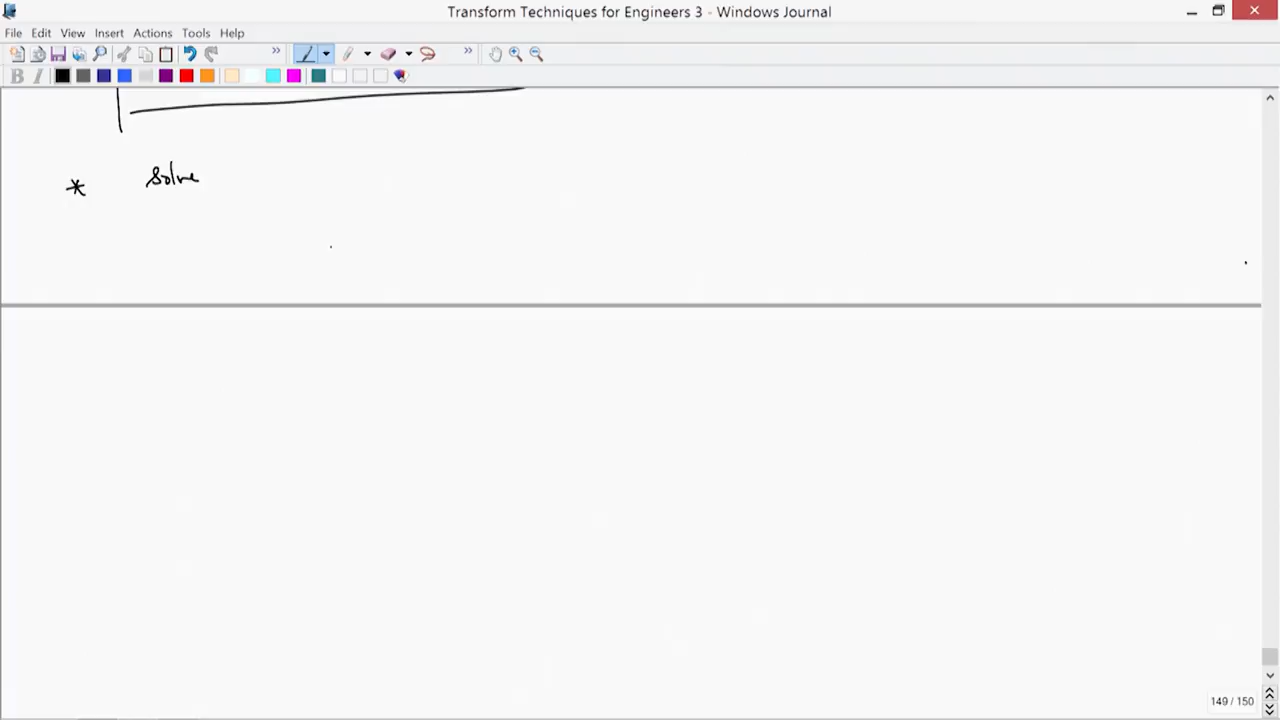 Transform Techniques for Engineers 3 - Windows Journal
File Edit View Insert Actions Tools Help
B I
* Solve
149 / 150